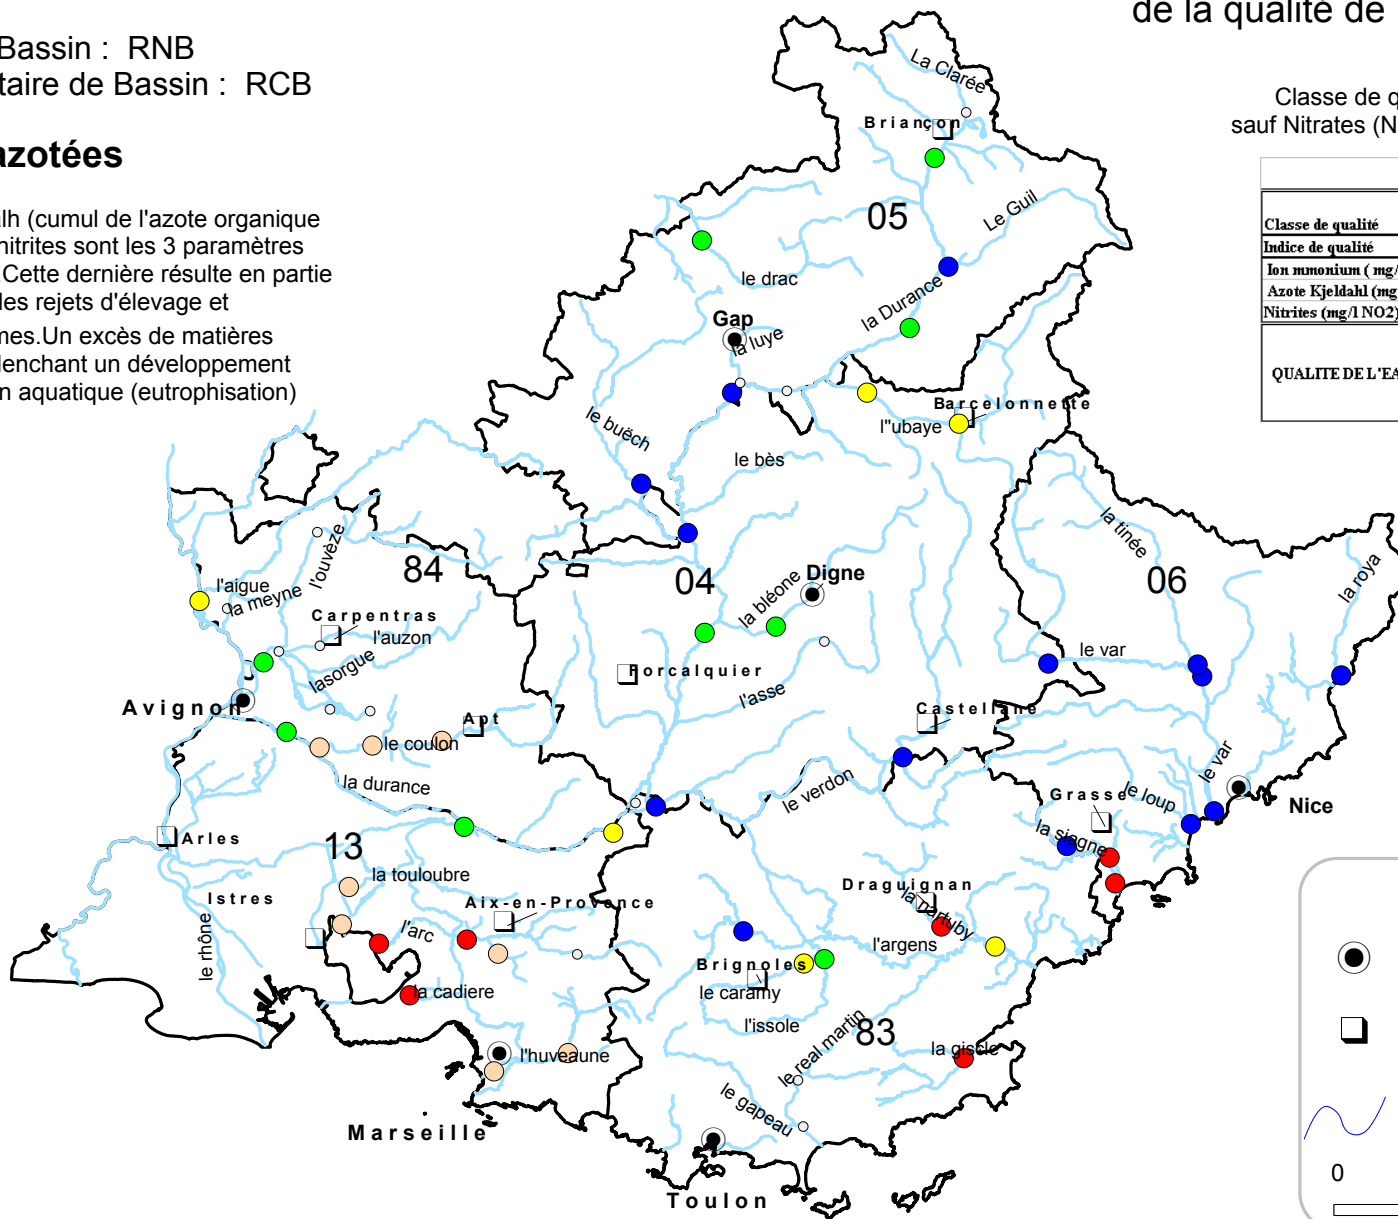 de la qualité de
Bassin : RNB
taire de Bassin : RCB
azotées
alh (cumul de l'azote organique
nitrites sont les 3 paramètres
.Cette dernière résulte en partie
les rejets d'élevage et
mes.Un excès de matières
lenchant un développement
n aquatique (eutrophisation)
Classe de q
sauf Nitrates (N
Classe de qualité
Indice de qualité
Ion mmonium ( mg/
Azote Kjeldahl (mg
Nitrites (mg/l NO2)
QUALITE DE L'EA
La Clarée
Briançon
05
Le Guil
le drac
la Durance
Gap
la luye
Barcelonnette
l"ubaye
le buëch
le bès
la tinée
l'ouvèze
84
04
06
la roya
l'aigue
la meyne
Digne
la bléone
Carpentras
l'auzon
lasorgue
Forcalquier
l'asse
le var
Avignon
Apt
le coulon
Castellane
la durance
le verdon
le var
Grasse
le loup
Nice
la siagne
Arles
13
la touloubre
Istres
Aix-en-Provence
l'arc
le rhône
Draguignan
la nartuby
l'argens
Brignoles
le caramy
la cadiere
l'issole
le real martin
83
l'huveaune
la giscle
le gapeau
Marseille
Toulon
0